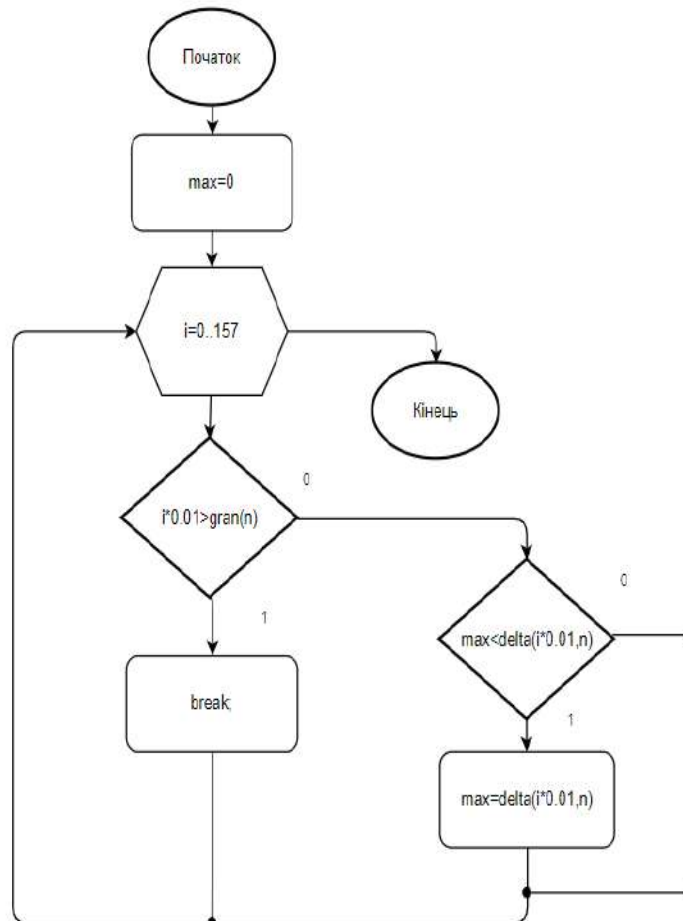 Початок
max=0
i=0..157
Кінець
i*0.01>gran(n)
0
1
break;
max<delta(i*0.01,n)
0
1
max=delta(i*0.01,n)